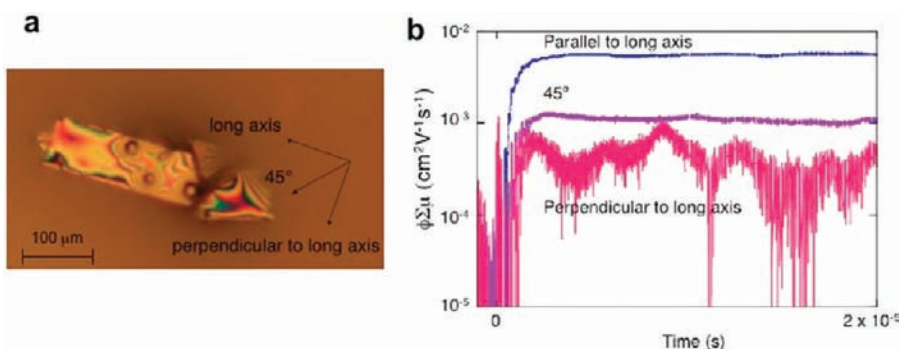 a
long axis
45°
perpendicular to long axis
100 μm
b
10⁻²
10⁻³
10⁻⁴
10⁻⁵
ϕΣμ (cm²V⁻¹s⁻¹)
Parallel to long axis
45°
Perpendicular to long axis
0
2 x 10⁻⁵
Time (s)